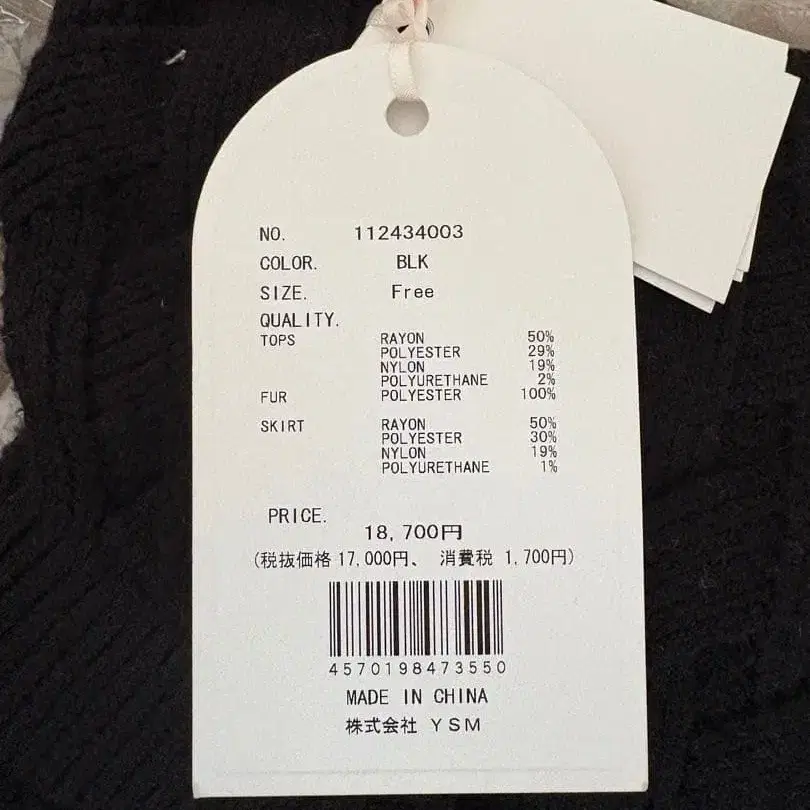 NO. 112434003
COLOR. BLK
SIZE. Free
QUALITY.
TOPS RAYON 50%
POLYESTER 29%
NYLON 19%
POLYURETHANE 2%
FUR POLYESTER 100%
SKIRT RAYON 50%
POLYESTER 30%
NYLON 19%
POLYURETHANE 1%
PRICE.
18,700円
(税抜価格 17,000円、 消費税 1,700円)
4570198473550
MADE IN CHINA
株式会社 YSM